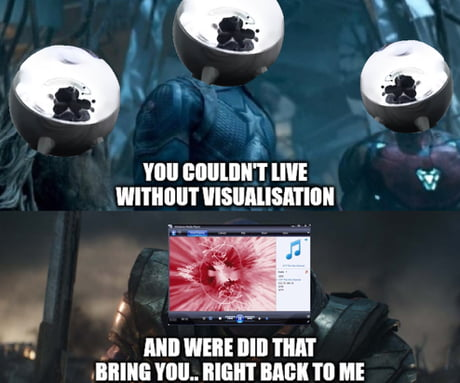 YOU COULDN'T LIVE
WITHOUT VISUALISATION
AND WERE DID THAT
BRING YOU.. RIGHT BACK TO ME